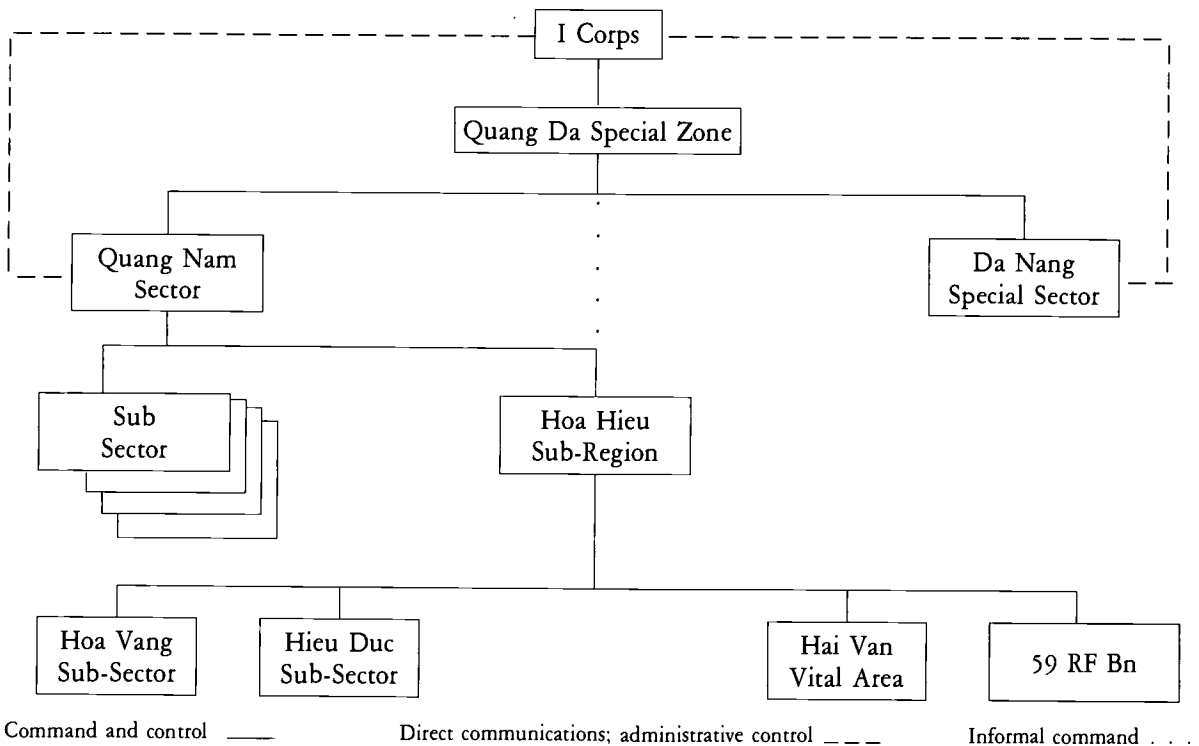 I Corps
Quang Da Special Zone
Quang Nam
Sector
Da Nang
Special Sector
Sub
Sector
Hoa Hieu
Sub-Region
Hoa Vang
Sub-Sector
Hieu Duc
Sub-Sector
Hai Van
Vital Area
59 RF Bn
Command and control ___ Direct communications; administrative control _ _ _ Informal command . . .